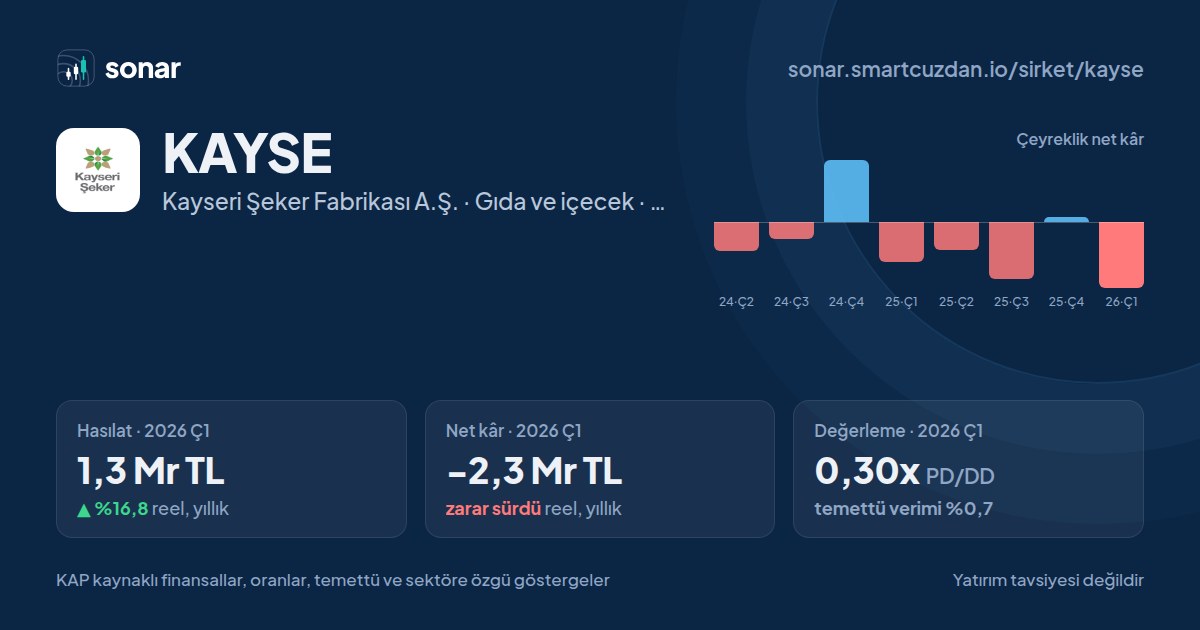 sonar
sonar.smartcuzdan.io/sirket/kayse
Kayseri
Şeker
KAYSE
Kayseri Şeker Fabrikası A.Ş. · Gıda ve içecek · ...
Çeyreklik net kâr
24·Ç2 24·Ç3 24·Ç4 25·Ç1 25·Ç2 25·Ç3 25·Ç4 26·Ç1
Hasılat · 2026 Ç1
1,3 Mr TL
▲ %16,8 reel, yıllık
Net kâr · 2026 Ç1
−2,3 Mr TL
zarar sürdü reel, yıllık
Değerleme · 2026 Ç1
0,30x PD/DD
temettü verimi %0,7
KAP kaynaklı finansallar, oranlar, temettü ve sektöre özgü göstergeler
Yatırım tavsiyesi değildir